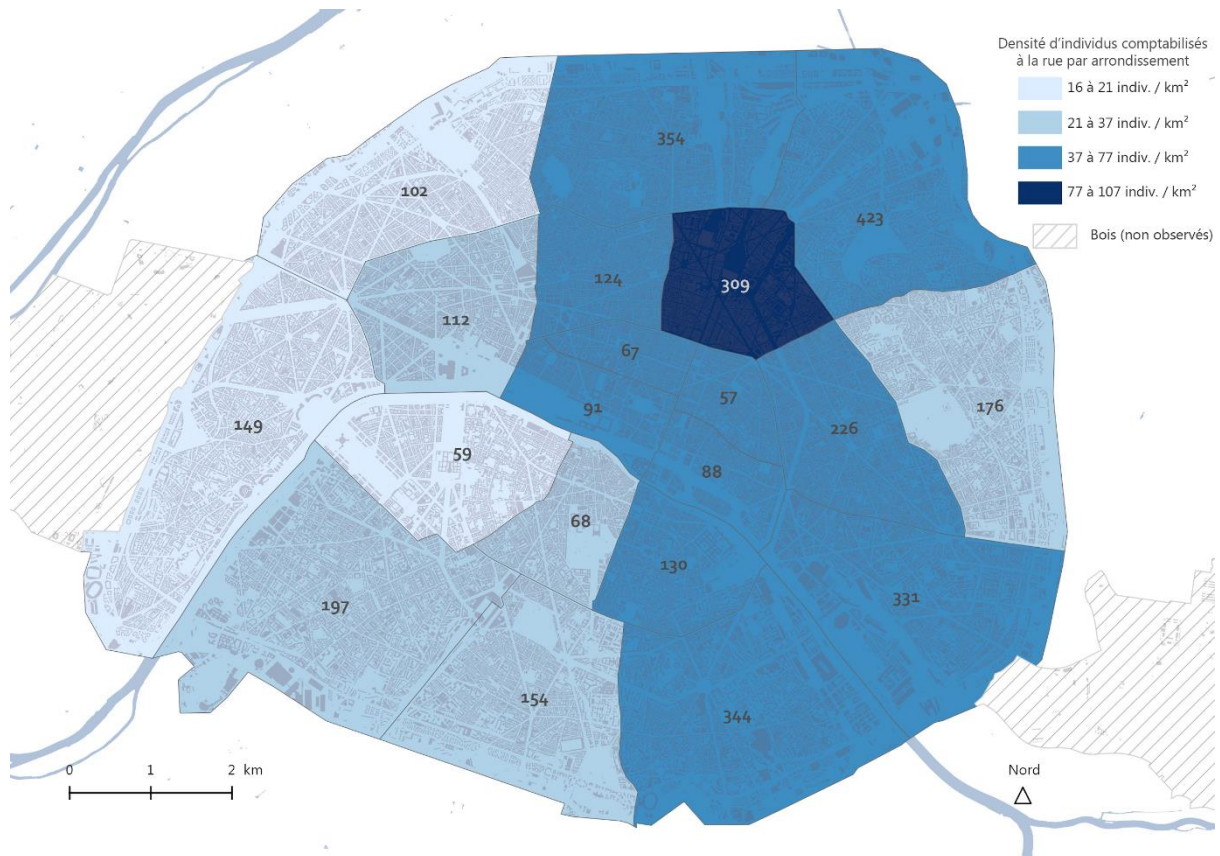 Densité d'individus comptabilisés
à la rue par arrondissement
16 à 21 indiv. / km²
21 à 37 indiv. / km²
37 à 77 indiv. / km²
77 à 107 indiv. / km²
Bois (non observés)
354
102
423
124
309
112
67
57
176
91
149
226
59
88
68
130
331
197
154
344
0 1 2 km
Nord